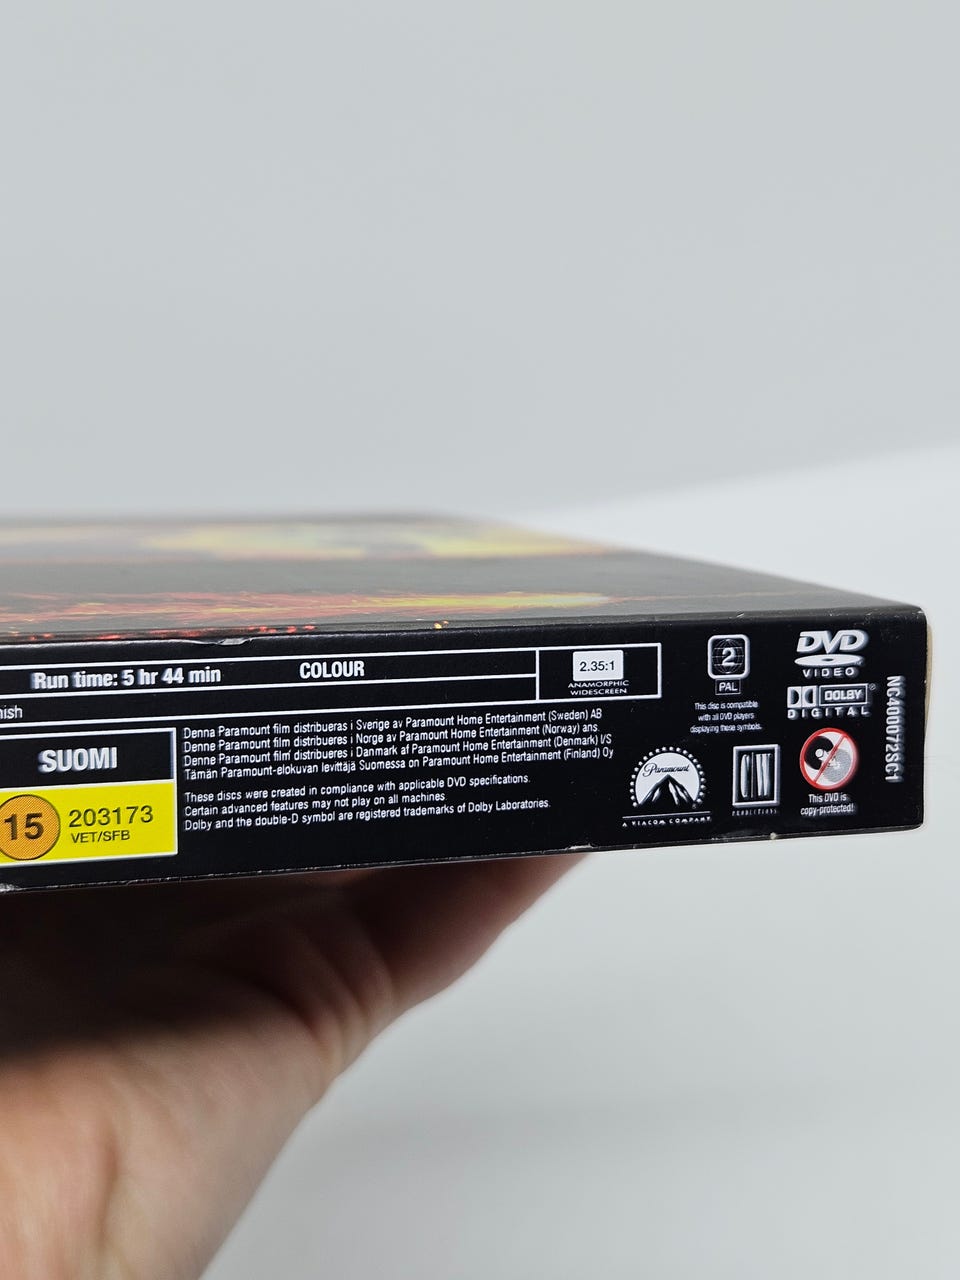 Run time: 5 hr 44 min
COLOUR
2.35:1
ANAMORPHIC
WIDESCREEN
nish
SUOMI
15
203173
VET/SFB
Denna Paramount film distribueras i Sverige av Paramount Home Entertainment (Sweden) AB
Denne Paramount film distribueres i Norge av Paramount Home Entertainment (Norway) ans.
Denne Paramount film distribueres i Danmark af Paramount Home Entertainment (Denmark) I/S
Tämän Paramount-elokuvan levittäjä Suomessa on Paramount Home Entertainment (Finland) Oy
These discs were created in compliance with applicable DVD specifications.
Certain advanced features may not play on all machines
Dolby and the double-D symbol are registered trademarks of Dolby Laboratories.
2
PAL
This disc is compatible
with all DVD players
displaying these symbols.
DVD
VIDEO
DOLBY®
DIGITAL
Paramount
A VIACOM COMPANY
C/W
PRODUCTIONS
This DVD is
copy-protected!
NC400072SC1